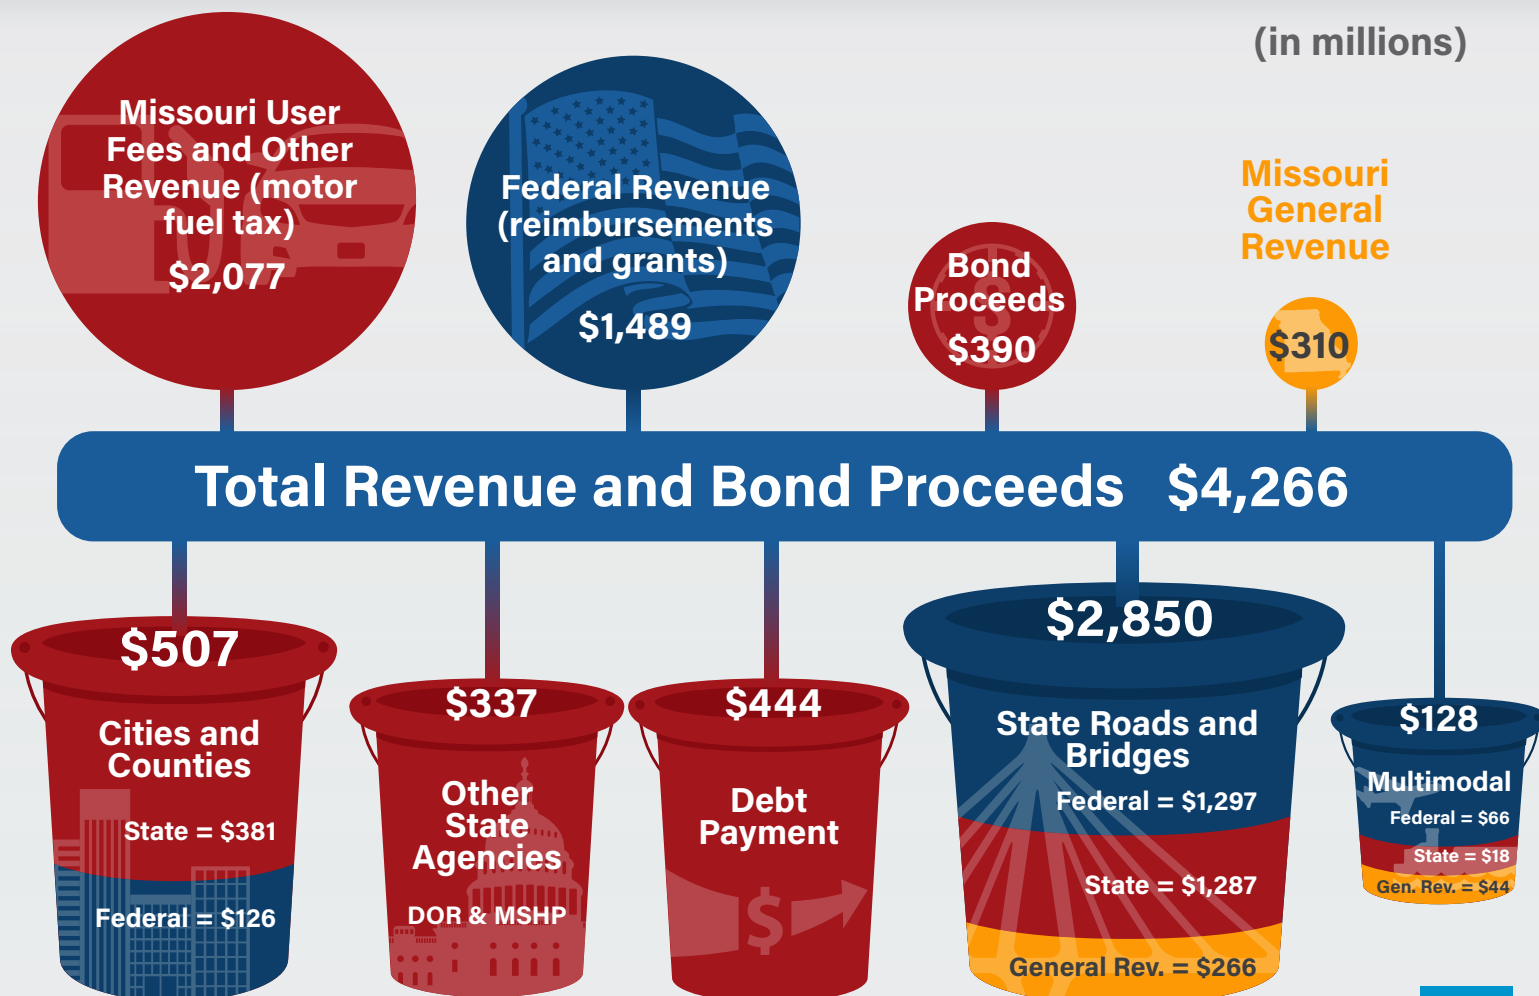 (in millions)
Missouri User
Fees and Other
Revenue (motor
fuel tax)
$2,077
Federal Revenue
(reimbursements
and grants)
$1,489
Bond
Proceeds
$390
Missouri
General
Revenue
$310
Total Revenue and Bond Proceeds $4,266
$507
Cities and
Counties
State = $381
Federal = $126
$337
Other
State
Agencies
DOR & MSHP
$444
Debt
Payment
$
$2,850
State Roads and
Bridges
Federal = $1,297
State = $1,287
General Rev. = $266
$128
Multimodal
Federal = $66
State = $18
Gen. Rev. = $44